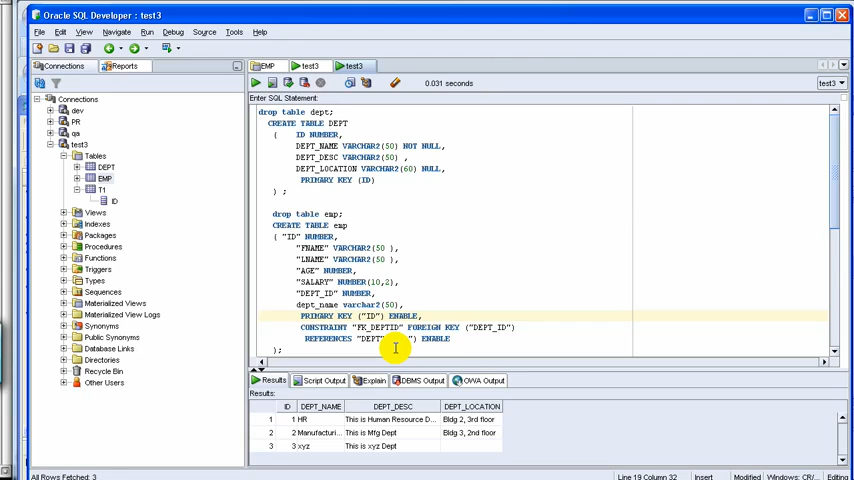 Oracle SQL Developer : test3
File Edit View Navigate Run Debug Source Tools Help
Connections Reports
EMP test3 test3
0.031 seconds
test3
Enter SQL Statement:
Connections
dev
PR
qa
test3
Tables
DEPT
EMP
T1
ID
Views
Indexes
Packages
Procedures
Functions
Triggers
Types
Sequences
Materialized Views
Materialized View Logs
Synonyms
Public Synonyms
Database Links
Directories
Recycle Bin
Other Users
drop table dept;
CREATE TABLE DEPT
( ID NUMBER,
DEPT_NAME VARCHAR2(50) NOT NULL,
DEPT_DESC VARCHAR2(50) ,
DEPT_LOCATION VARCHAR2(60) NULL,
PRIMARY KEY (ID)
) ;
drop table emp;
CREATE TABLE emp
( "ID" NUMBER,
"FNAME" VARCHAR2(50 ),
"LNAME" VARCHAR2(50 ),
"AGE" NUMBER,
"SALARY" NUMBER(10,2),
"DEPT_ID" NUMBER,
dept_name varchar2(50),
PRIMARY KEY ("ID") ENABLE,
CONSTRAINT "FK_DEPTID" FOREIGN KEY ("DEPT_ID")
REFERENCES "DEPT" ") ENABLE
);
Results Script Output Explain DBMS Output OWA Output
Results:
ID DEPT_NAME DEPT_DESC DEPT_LOCATION
1 1 HR This is Human Resource D... Bldg 2, 3rd floor
2 2 Manufacturi... This is Mfg Dept Bldg 3, 2nd floor
3 3 xyz This is xyz Dept
All Rows Fetched: 3
Line 19 Column 32 Insert Modified Windows: CR/... Editing